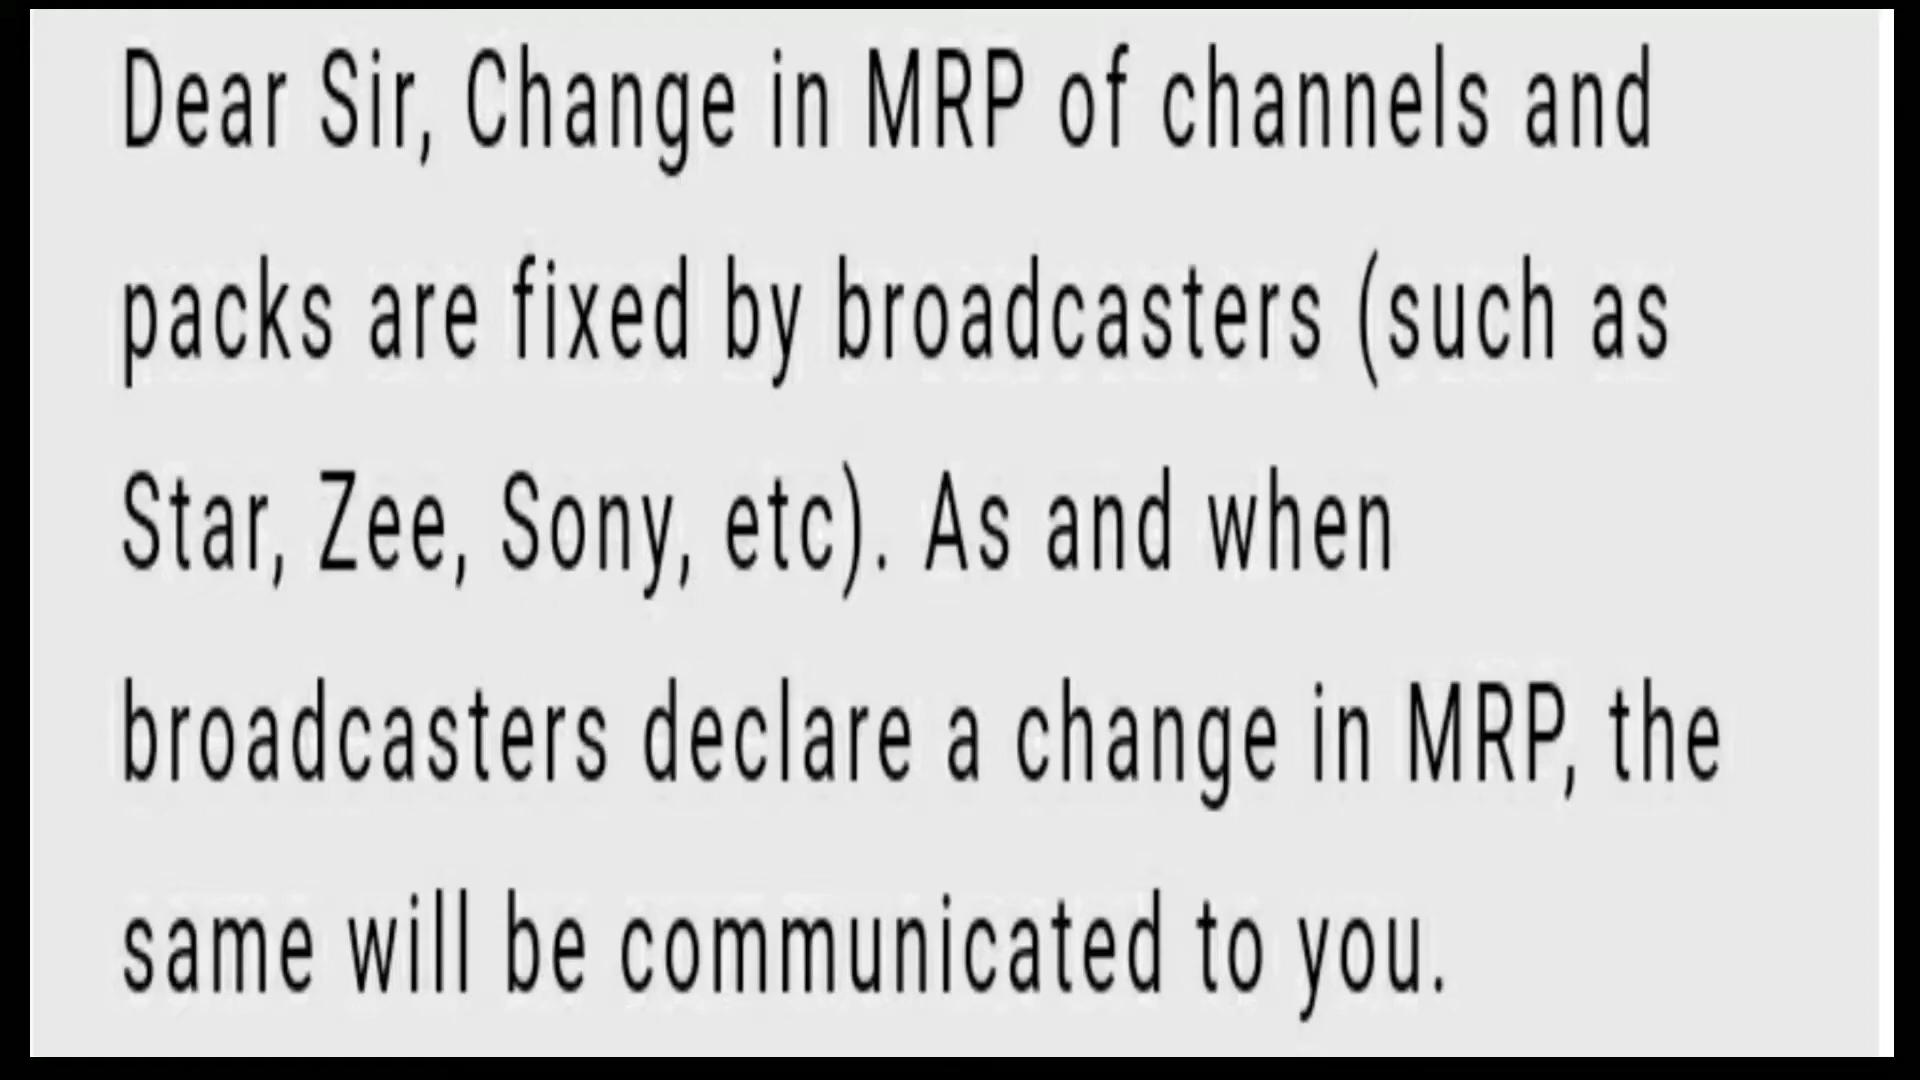 Dear Sir, Change in MRP of channels and
packs are fixed by broadcasters (such as
Star, Zee, Sony, etc). As and when
broadcasters declare a change in MRP, the
same will be communicated to you.